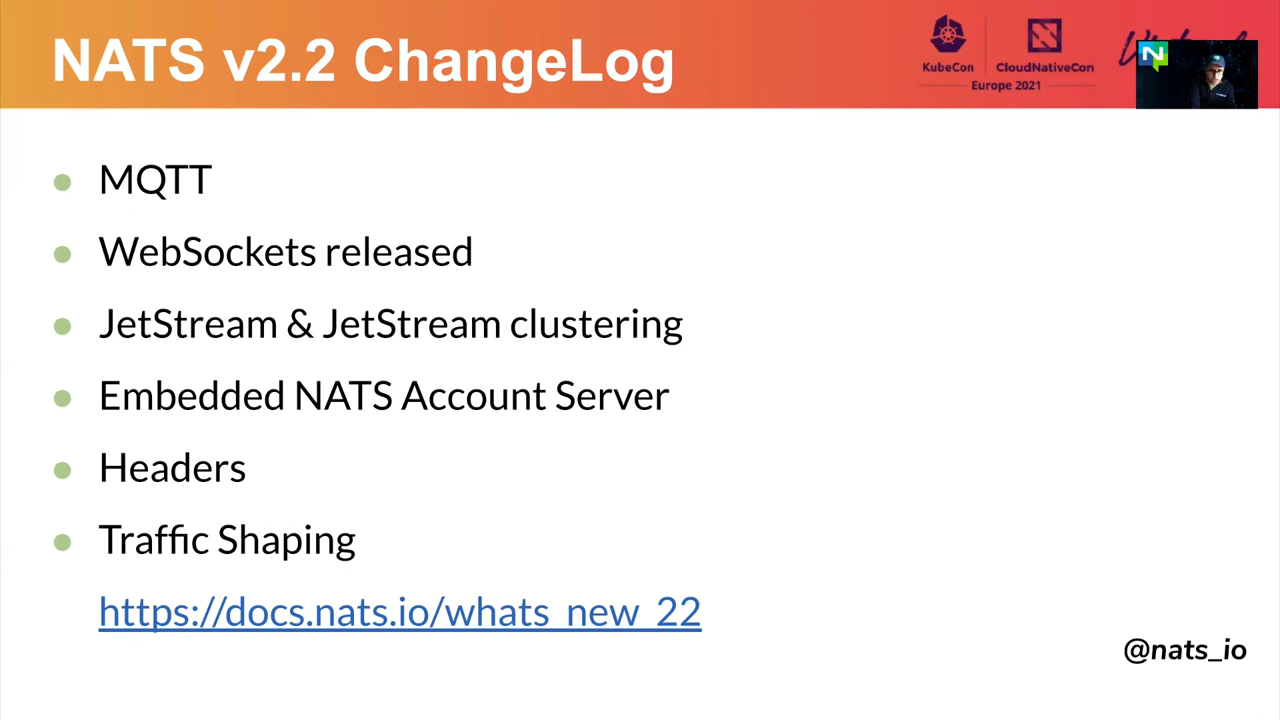 NATS v2.2 ChangeLog
KubeCon
CloudNativeCon
Europe 2021
N
MQTT
WebSockets released
JetStream & JetStream clustering
Embedded NATS Account Server
Headers
Traffic Shaping
https://docs.nats.io/whats_new_22
@nats_io